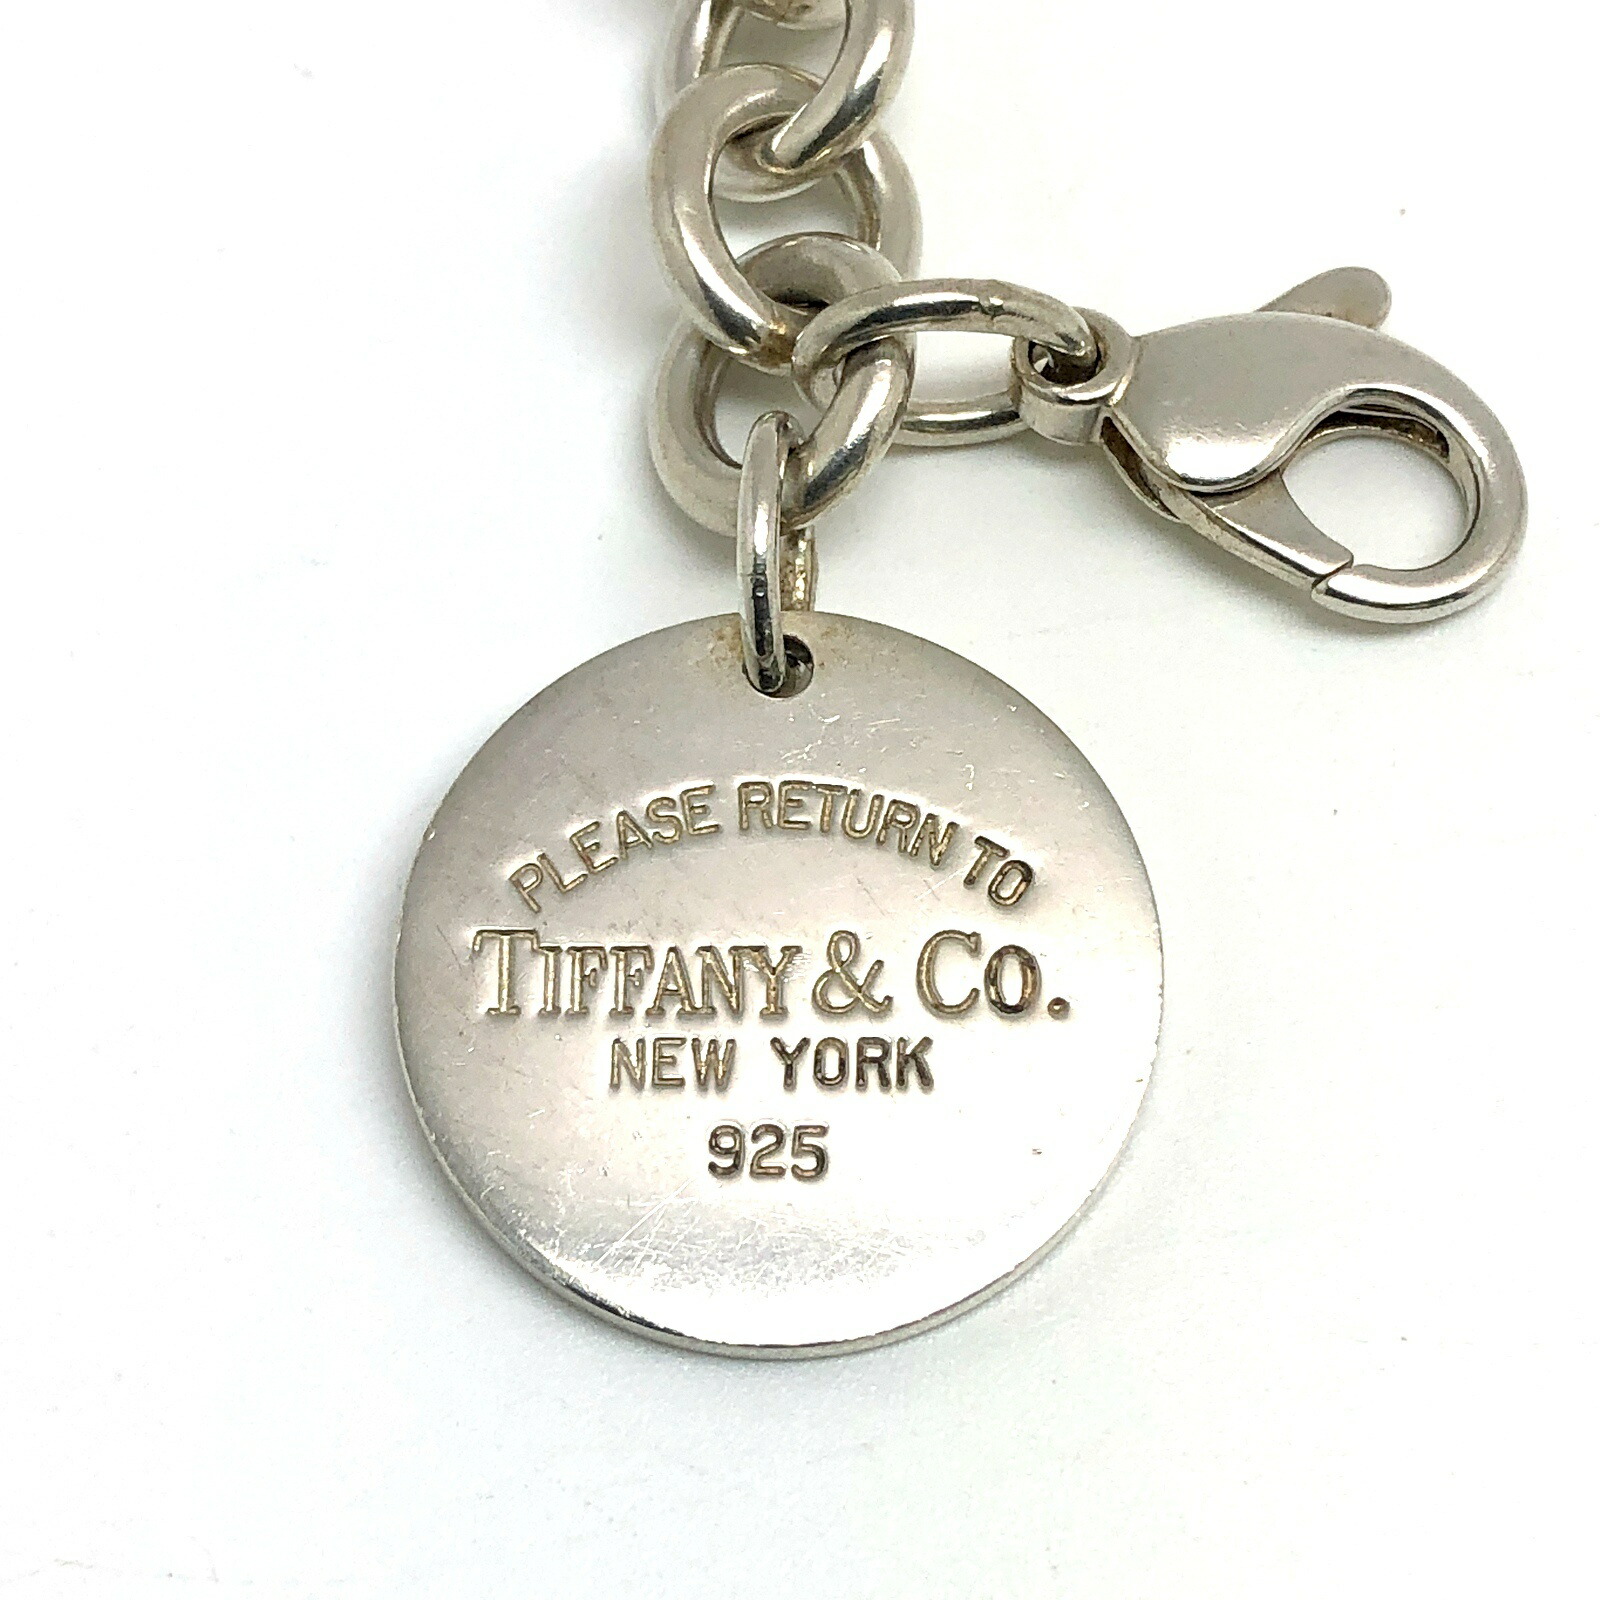 PLEASE RETURN TO
TIFFANY & CO.
NEW YORK
925